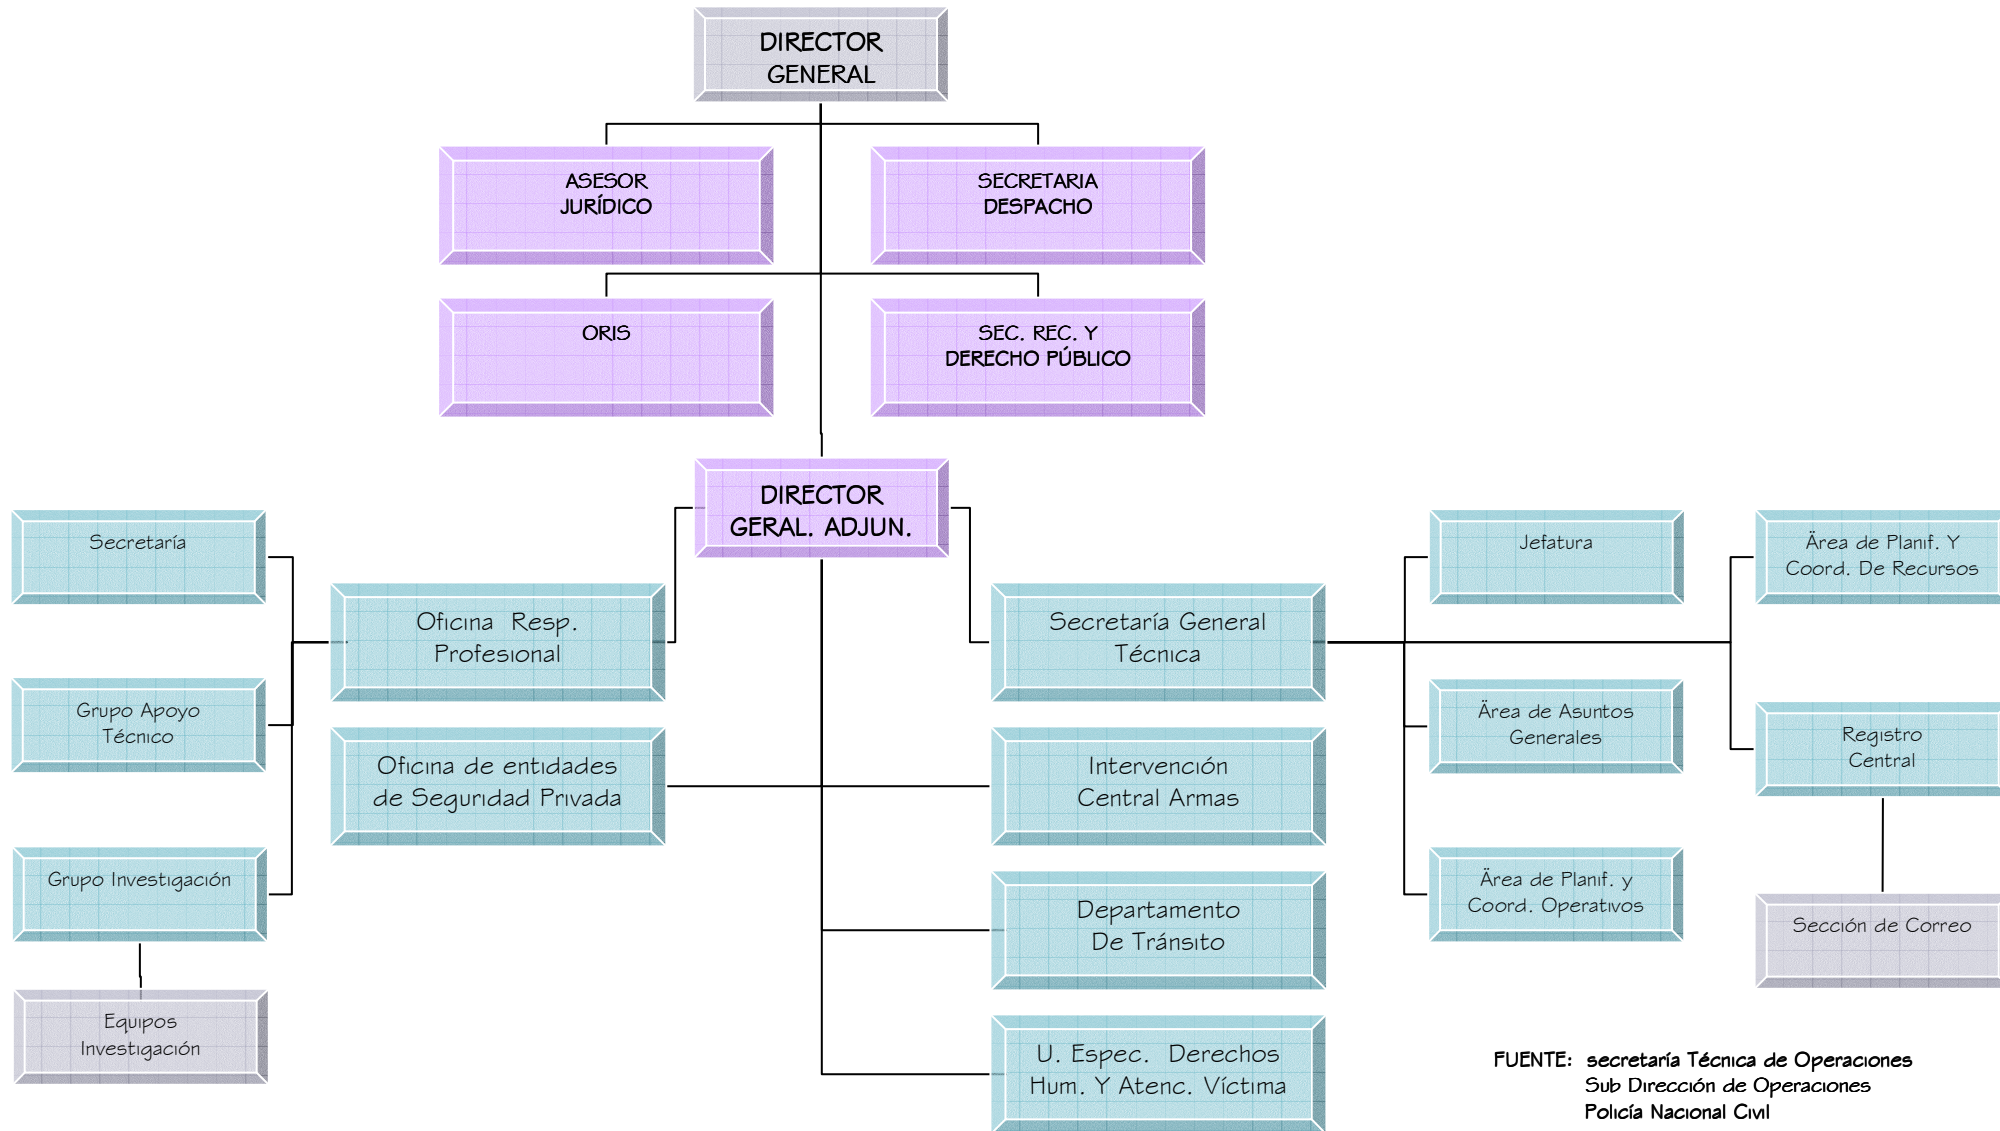 DIRECTOR
GENERAL
ASESOR
JURÍDICO
SECRETARIA
DESPACHO
ORIS
SEC. REC. Y
DERECHO PÚBLICO
DIRECTOR
GERAL. ADJUN.
Secretaría
Grupo Apoyo
Técnico
Grupo Investigación
Equipos
Investigación
Oficina Resp.
Profesional
Oficina de entidades
de Seguridad Privada
Secretaría General
Técnica
Intervención
Central Armas
Departamento
De Tránsito
U. Espec. Derechos
Hum. Y Atenc. Víctima
Jefatura
Ärea de Asuntos
Generales
Ärea de Planif. y
Coord. Operativos
Ärea de Planif. Y
Coord. De Recursos
Registro
Central
Sección de Correo
FUENTE: secretaría Técnica de Operaciones
Sub Dirección de Operaciones
Policía Nacional Civil